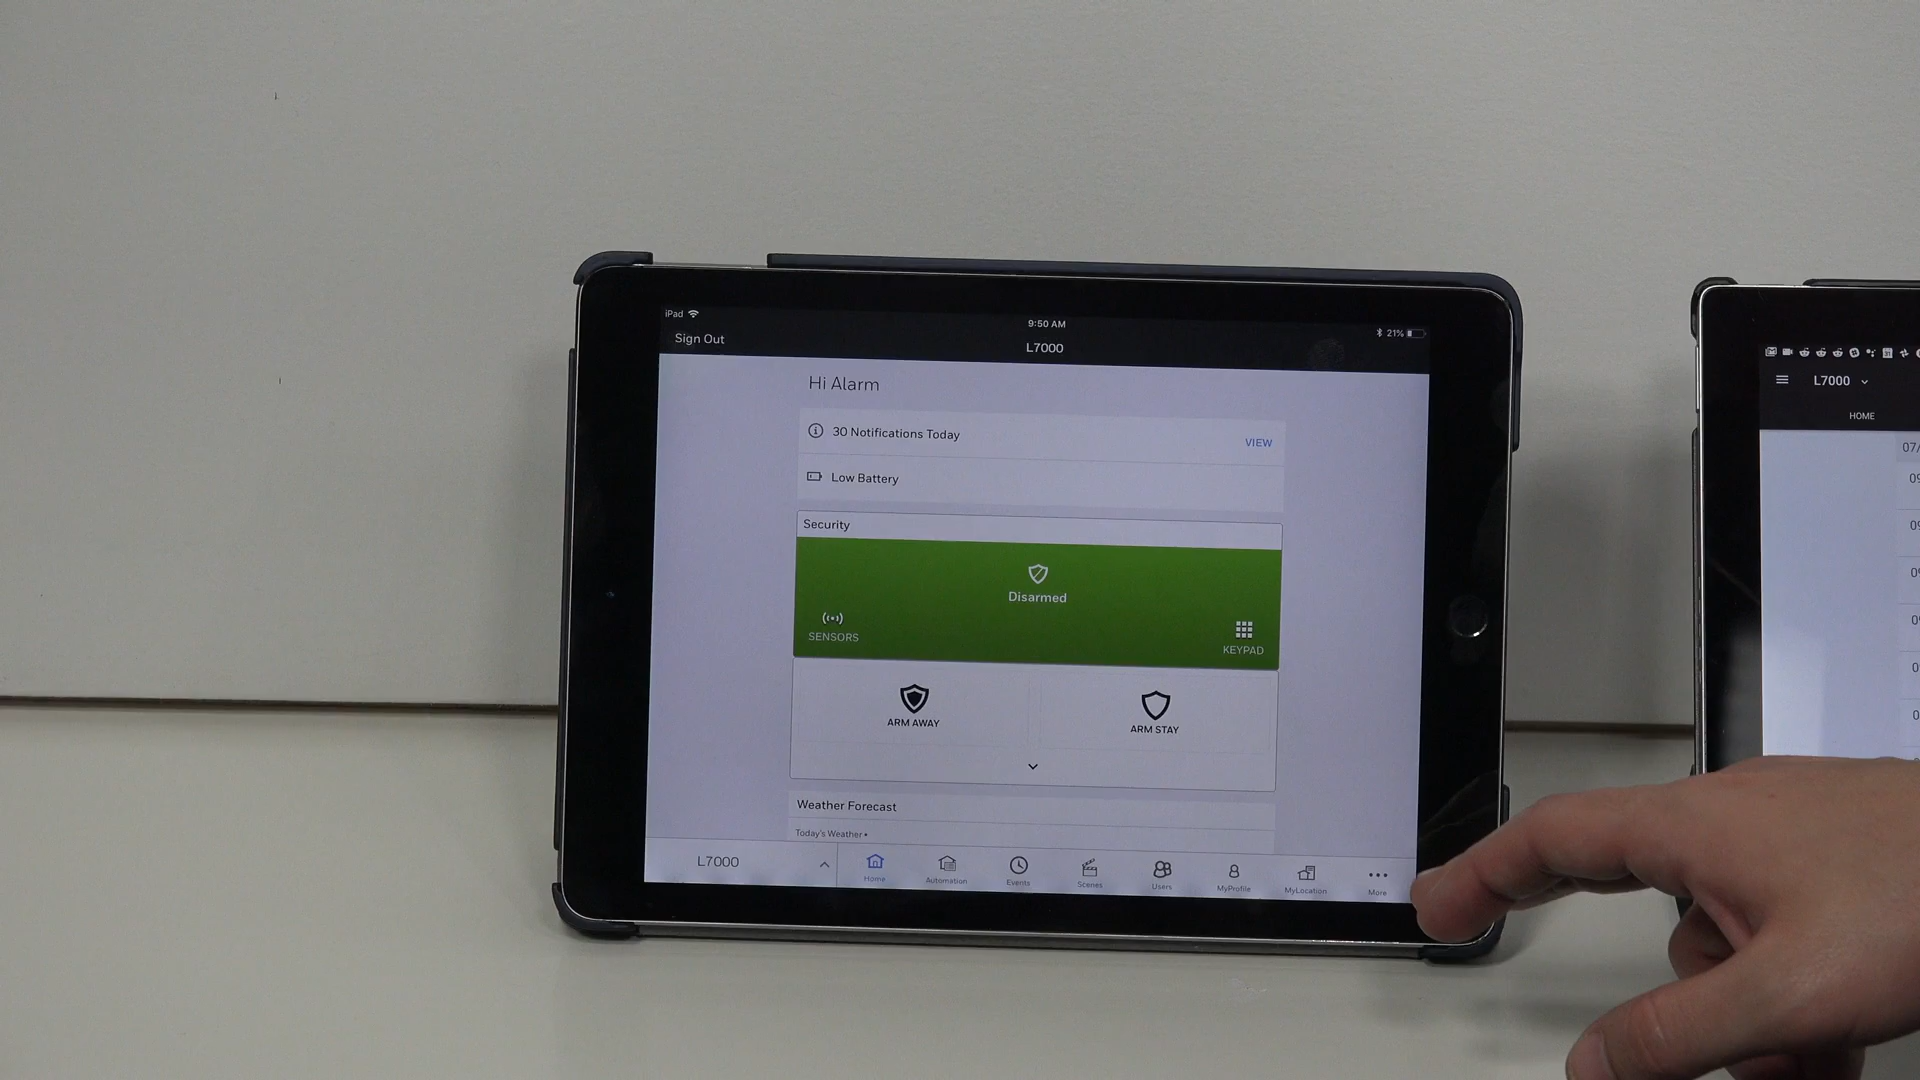 iPad
9:50 AM
21%
Sign Out
L7000
Hi Alarm
30 Notifications Today
VIEW
Low Battery
Security
Disarmed
SENSORS
KEYPAD
ARM AWAY
ARM STAY
Weather Forecast
Today's Weather •
L7000
Home
Automation
Events
Scenes
Users
MyProfile
MyLocation
More
L7000
HOME
07/